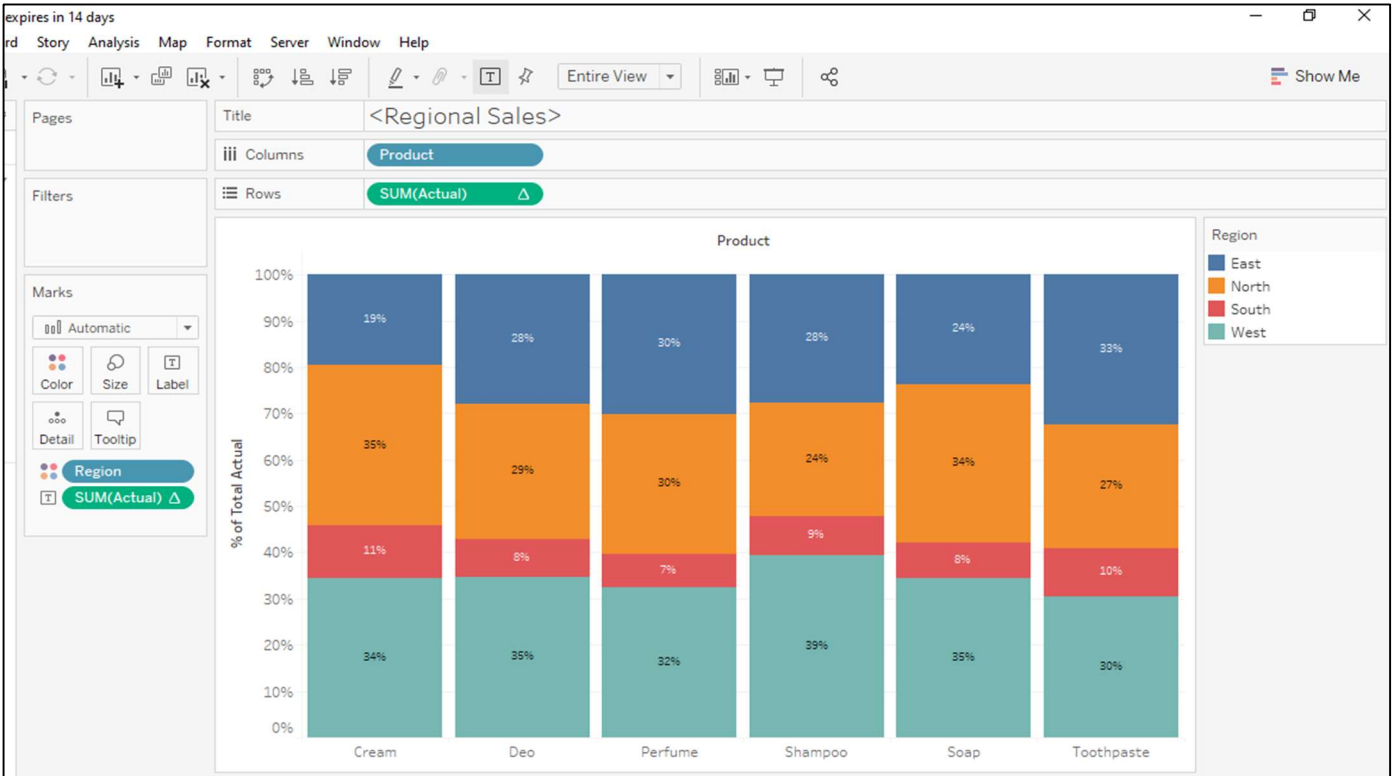 expires in 14 days
rd Story Analysis Map Format Server Window Help
Entire View
Show Me
Pages
Title <Regional Sales>
iii Columns Product
Filters
Rows SUM(Actual) Δ
Marks
Automatic
Color Size T Label
Detail Tooltip
Region
T SUM(Actual) Δ
Product
% of Total Actual
100%
90%
80%
70%
60%
50%
40%
30%
20%
10%
0%
19% 28% 30% 28% 24% 33%
35% 29% 30% 24% 34% 27%
11% 8% 7% 9% 8% 10%
34% 35% 32% 39% 35% 30%
Cream Deo Perfume Shampoo Soap Toothpaste
Region
East
North
South
West